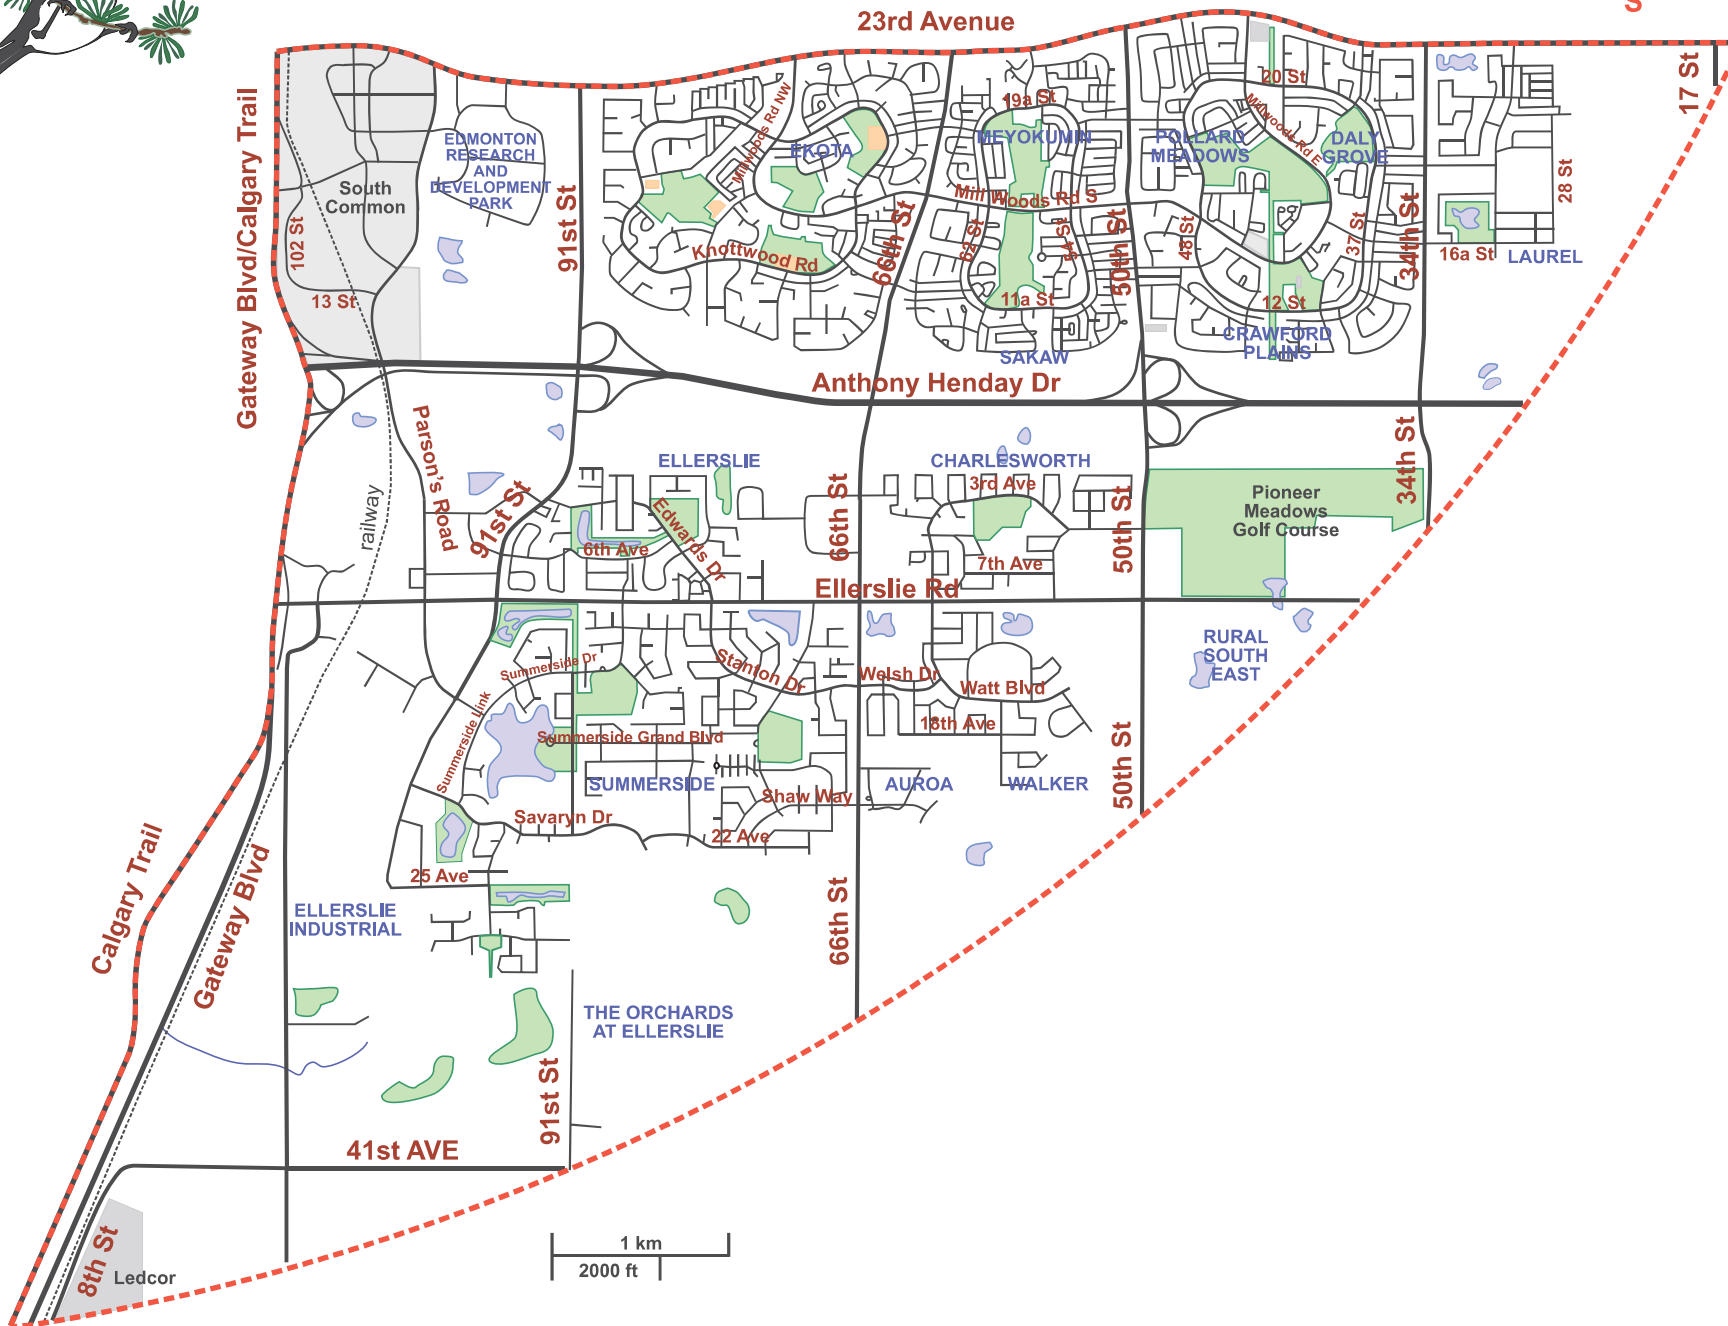 S
23rd Avenue
17 St
20 St
19a St
Millwoods Rd NW
Millwoods Rd E
Gateway Blvd/Calgary Trail
EDMONTON
RESEARCH
AND
DEVELOPMENT
PARK
EKOTA
MEYOKUMIN
POLLARD
MEADOWS
DALY
GROVE
South
Common
91st St
Mill Woods Rd S
28 St
102 St
Knottwood Rd
66th St
62 St
54 St
50th St
48 St
37 St
34th St
16a St
LAUREL
13 St
11a St
12 St
SAKAW
CRAWFORD
PLAINS
Anthony Henday Dr
Parson's Road
railway
91st St
ELLERSLIE
CHARLESWORTH
3rd Ave
34th St
Pioneer
Meadows
Golf Course
66th St
50th St
Edwards Dr
6th Ave
7th Ave
Ellerslie Rd
RURAL
SOUTH
EAST
Summerside Dr
Stanton Dr
Welsh Dr
Watt Blvd
Summerside Link
18th Ave
Summerside Grand Blvd
50th St
SUMMERSIDE
AUROA
WALKER
Shaw Way
Savaryn Dr
22 Ave
25 Ave
Calgary Trail
Gateway Blvd
ELLERSLIE
INDUSTRIAL
66th St
THE ORCHARDS
AT ELLERSLIE
91st St
41st AVE
8th St
Ledcor
1 km
2000 ft